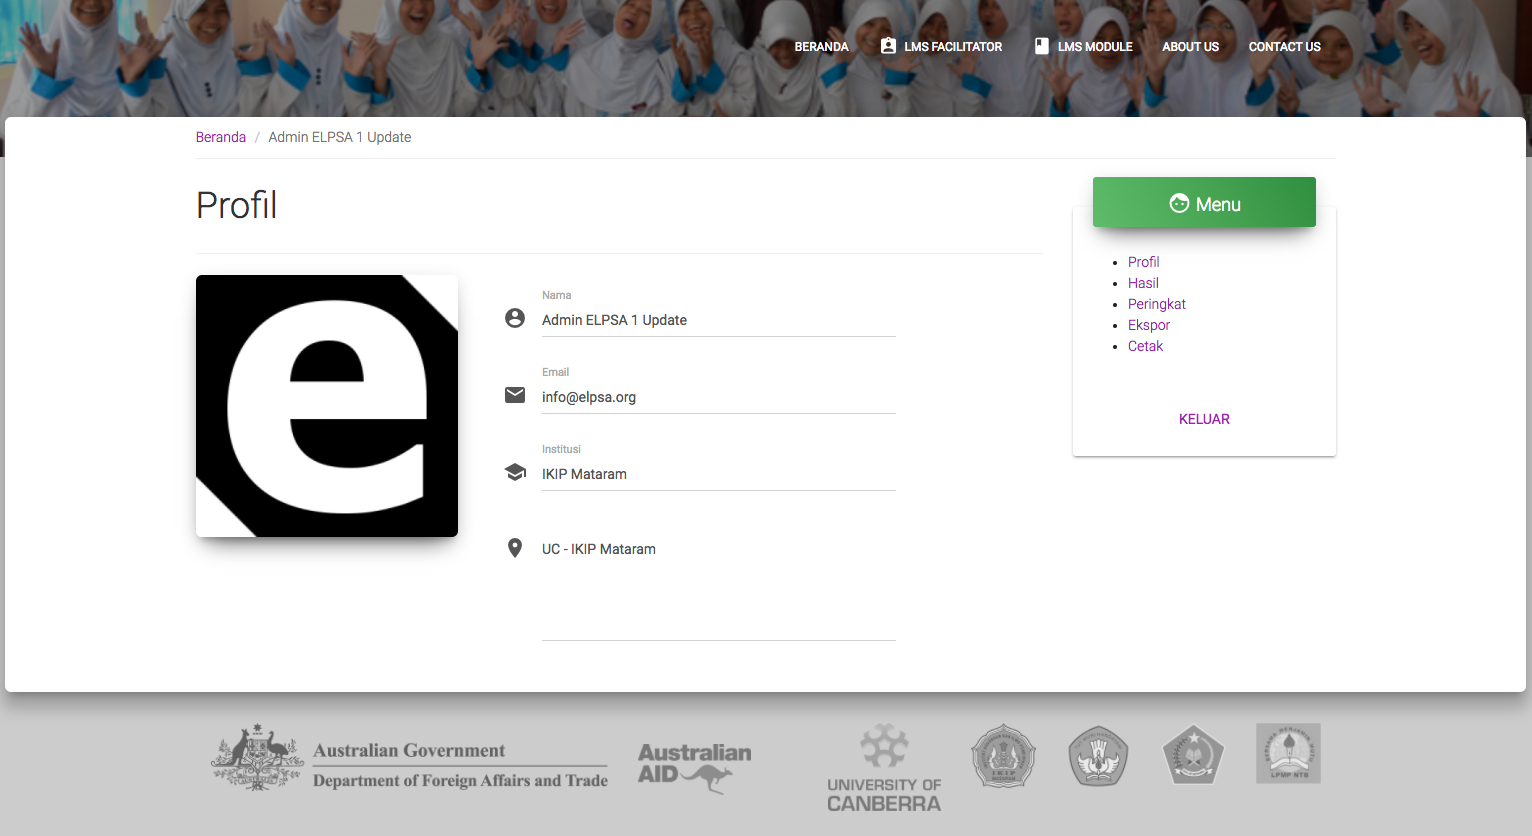 BERANDA LMS FACILITATOR LMS MODULE ABOUT US CONTACT US
Beranda / Admin ELPSA 1 Update
Profil
e
Nama
Admin ELPSA 1 Update
Email
info@elpsa.org
Institusi
IKIP Mataram
UC - IKIP Mataram
Menu
Profil
Hasil
Peringkat
Ekspor
Cetak
KELUAR
Australian Government
Department of Foreign Affairs and Trade
Australian
AID
UNIVERSITY OF
CANBERRA
IKIP
LPMP NTB